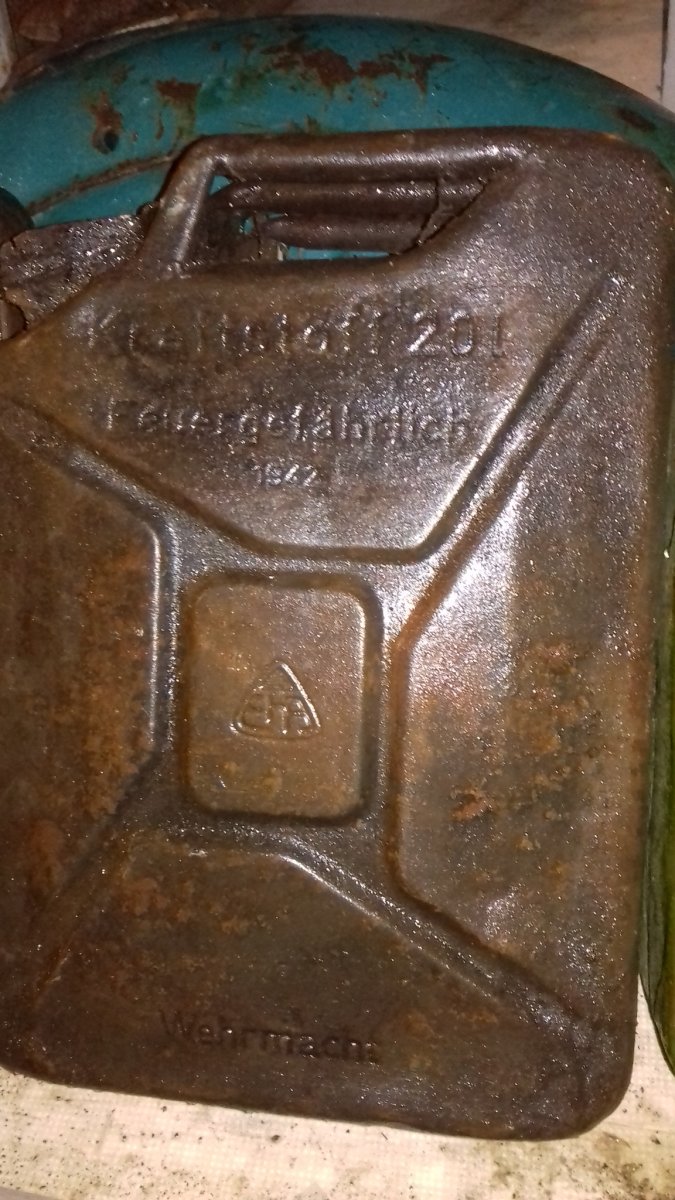 Kraftstoff 20 l
Feuergefährlich
1942
Wehrmacht